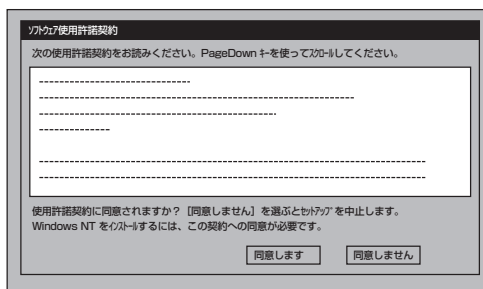 ソフトウェア使用許諾契約
次の使用許諾契約をお読みください。PageDown キーを使ってスクロールしてください。
使用許諾契約に同意されますか？［同意しません］を選ぶとセットアップを中止します。
Windows NT をインストールするには、この契約への同意が必要です。
同意します
同意しません